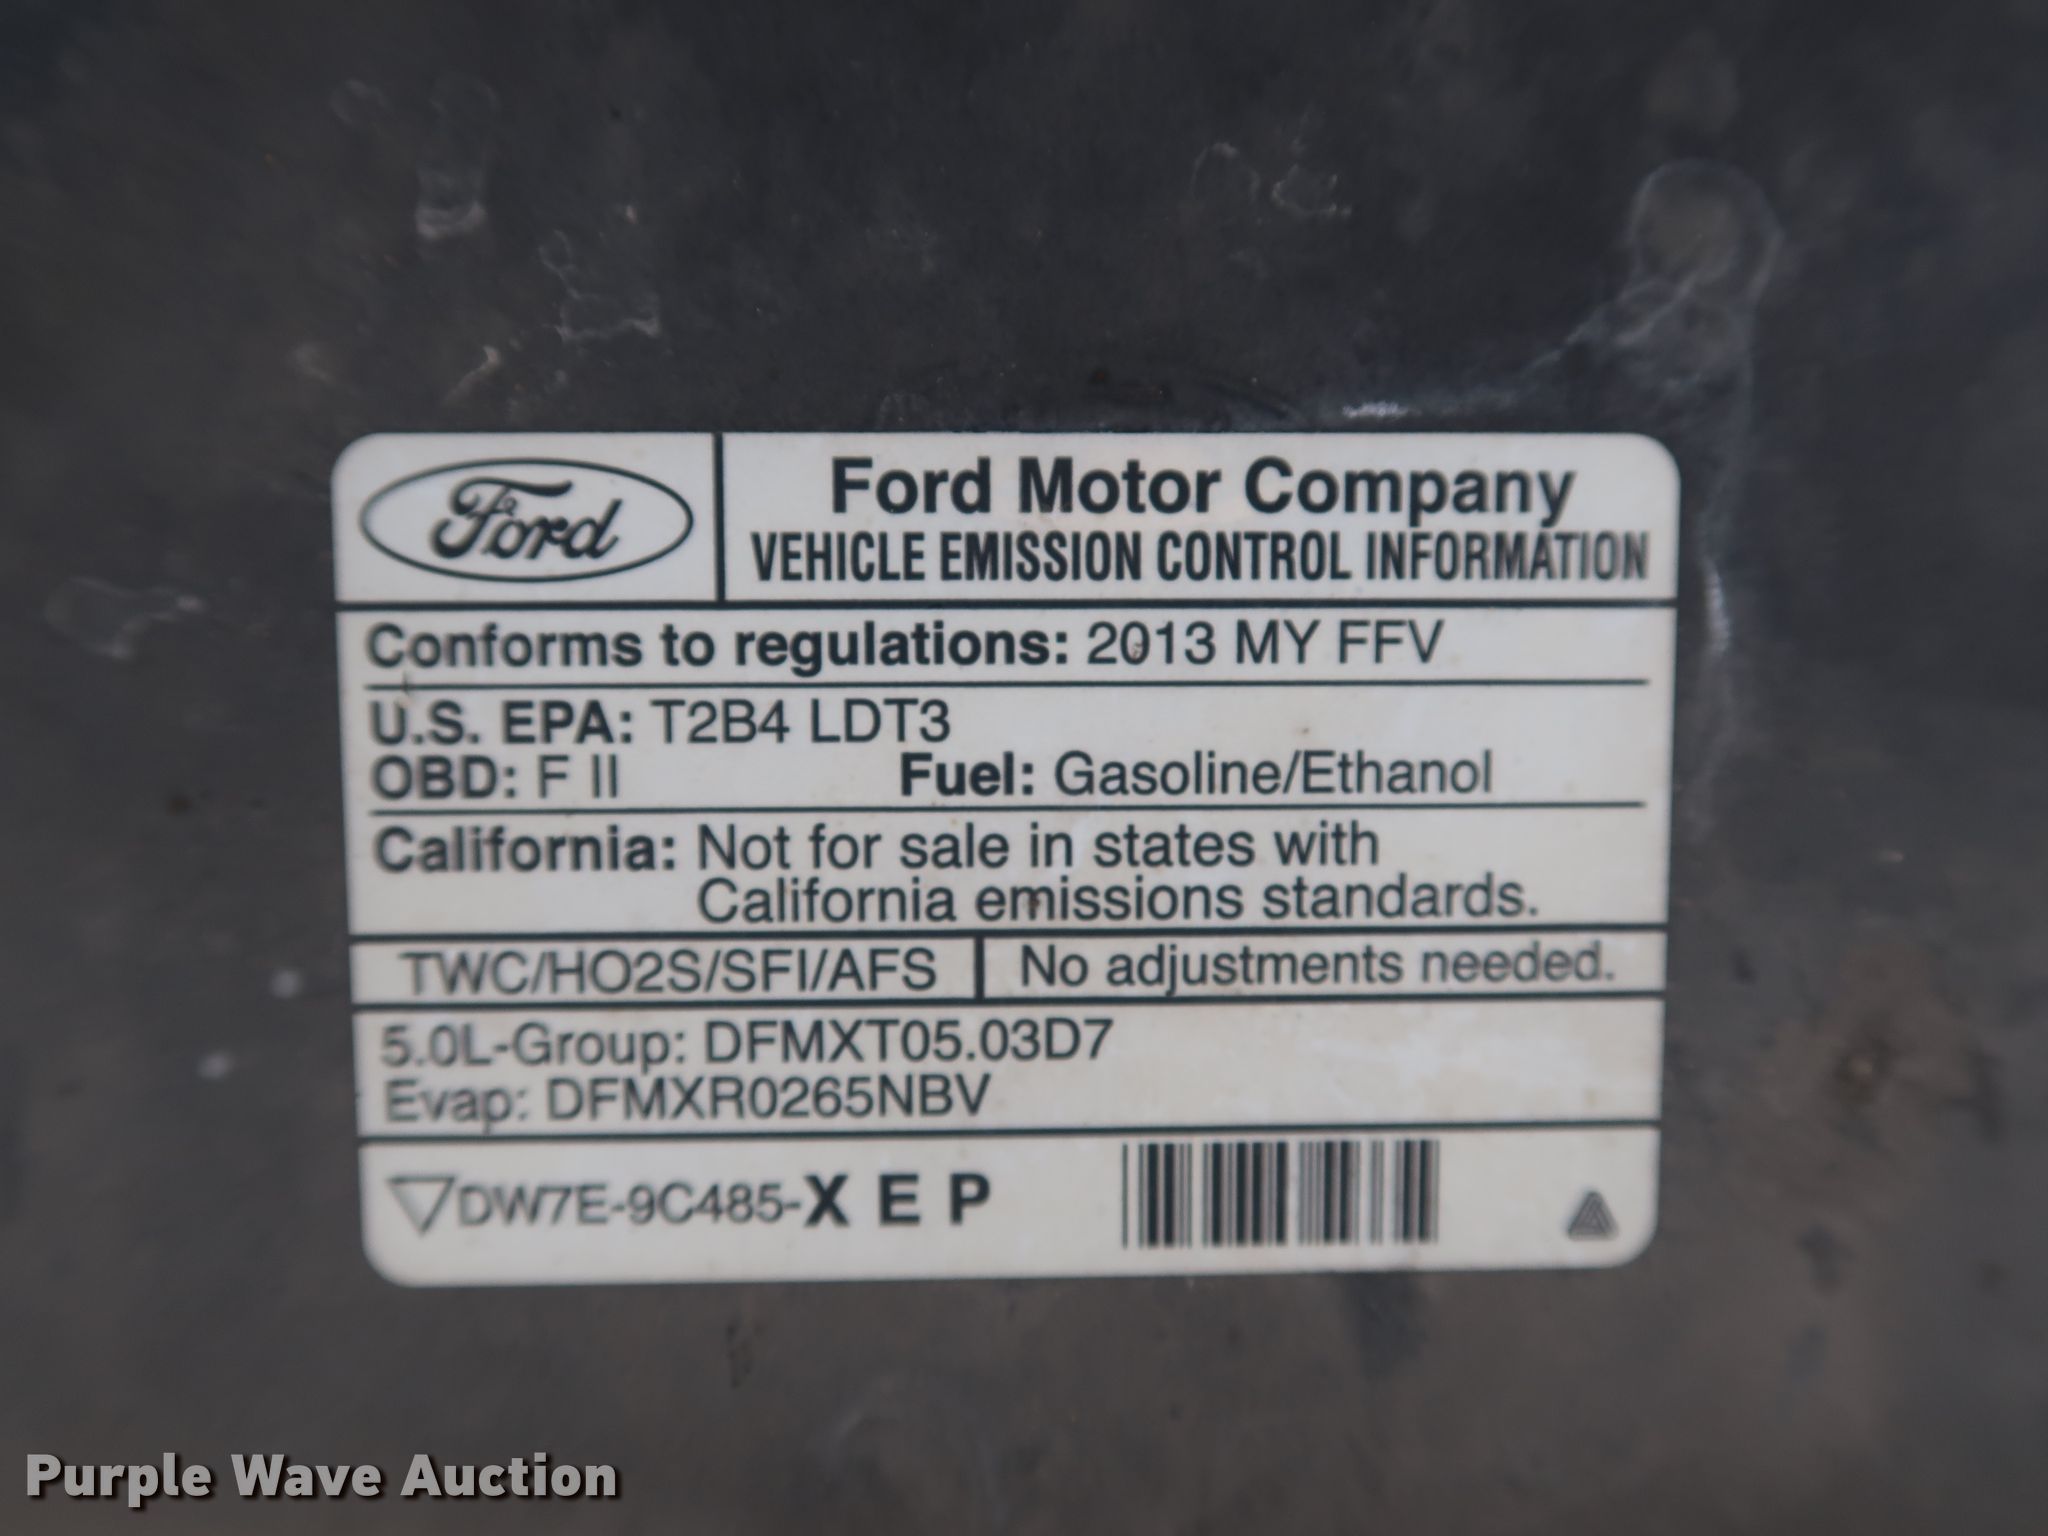 Ford
Ford Motor Company
VEHICLE EMISSION CONTROL INFORMATION
Conforms to regulations: 2013 MY FFV
U.S. EPA: T2B4 LDT3
OBD: F II Fuel: Gasoline/Ethanol
California: Not for sale in states with
California emissions standards.
TWC/HO2S/SFI/AFS No adjustments needed.
5.0L-Group: DFMXT05.03D7
Evap: DFMXR0265NBV
DW7E-9C485-X E P
Purple Wave Auction